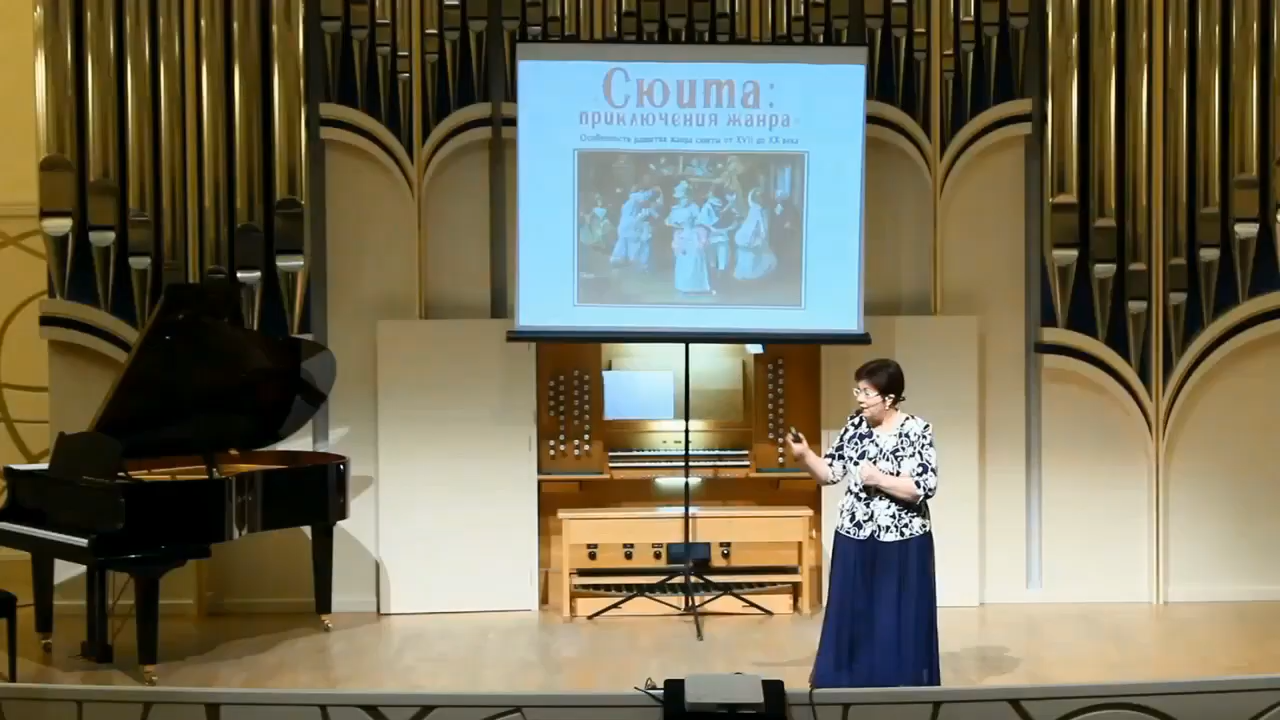 Сюита:
приключения жанра
Особенности развития жанра сюиты от XVII до XX века